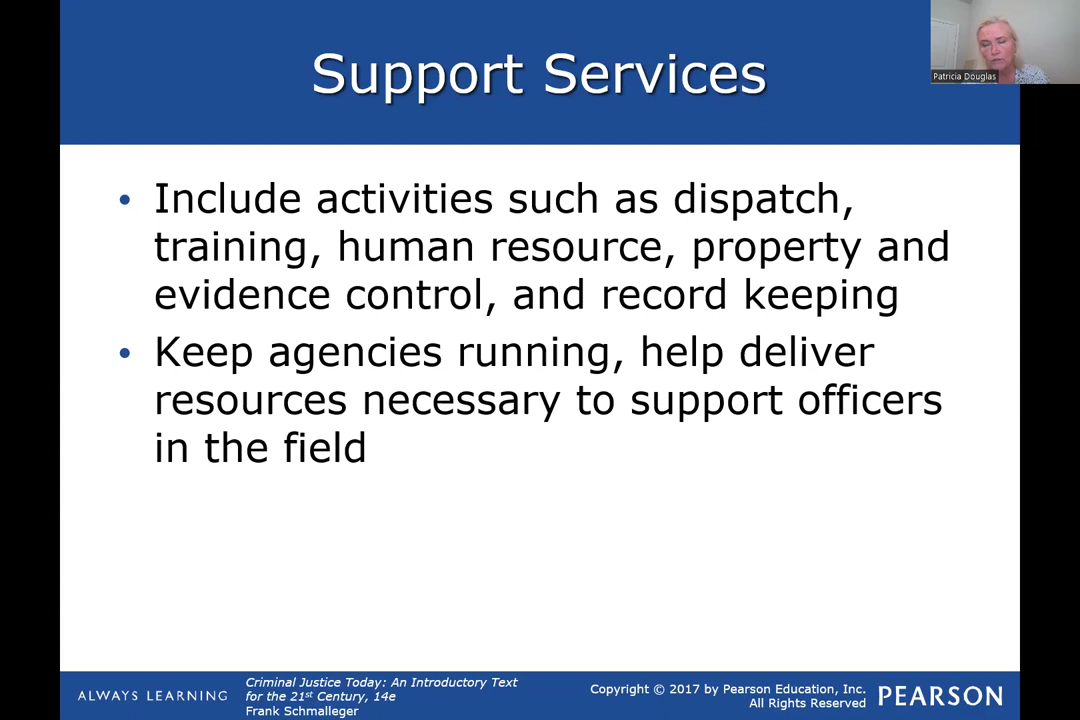 Support Services
Patricia Douglas
• Include activities such as dispatch,
training, human resource, property and
evidence control, and record keeping
• Keep agencies running, help deliver
resources necessary to support officers
in the field
ALWAYS LEARNING
Criminal Justice Today: An Introductory Text
for the 21st Century, 14e
Frank Schmalleger
Copyright © 2017 by Pearson Education, Inc.
All Rights Reserved
PEARSON